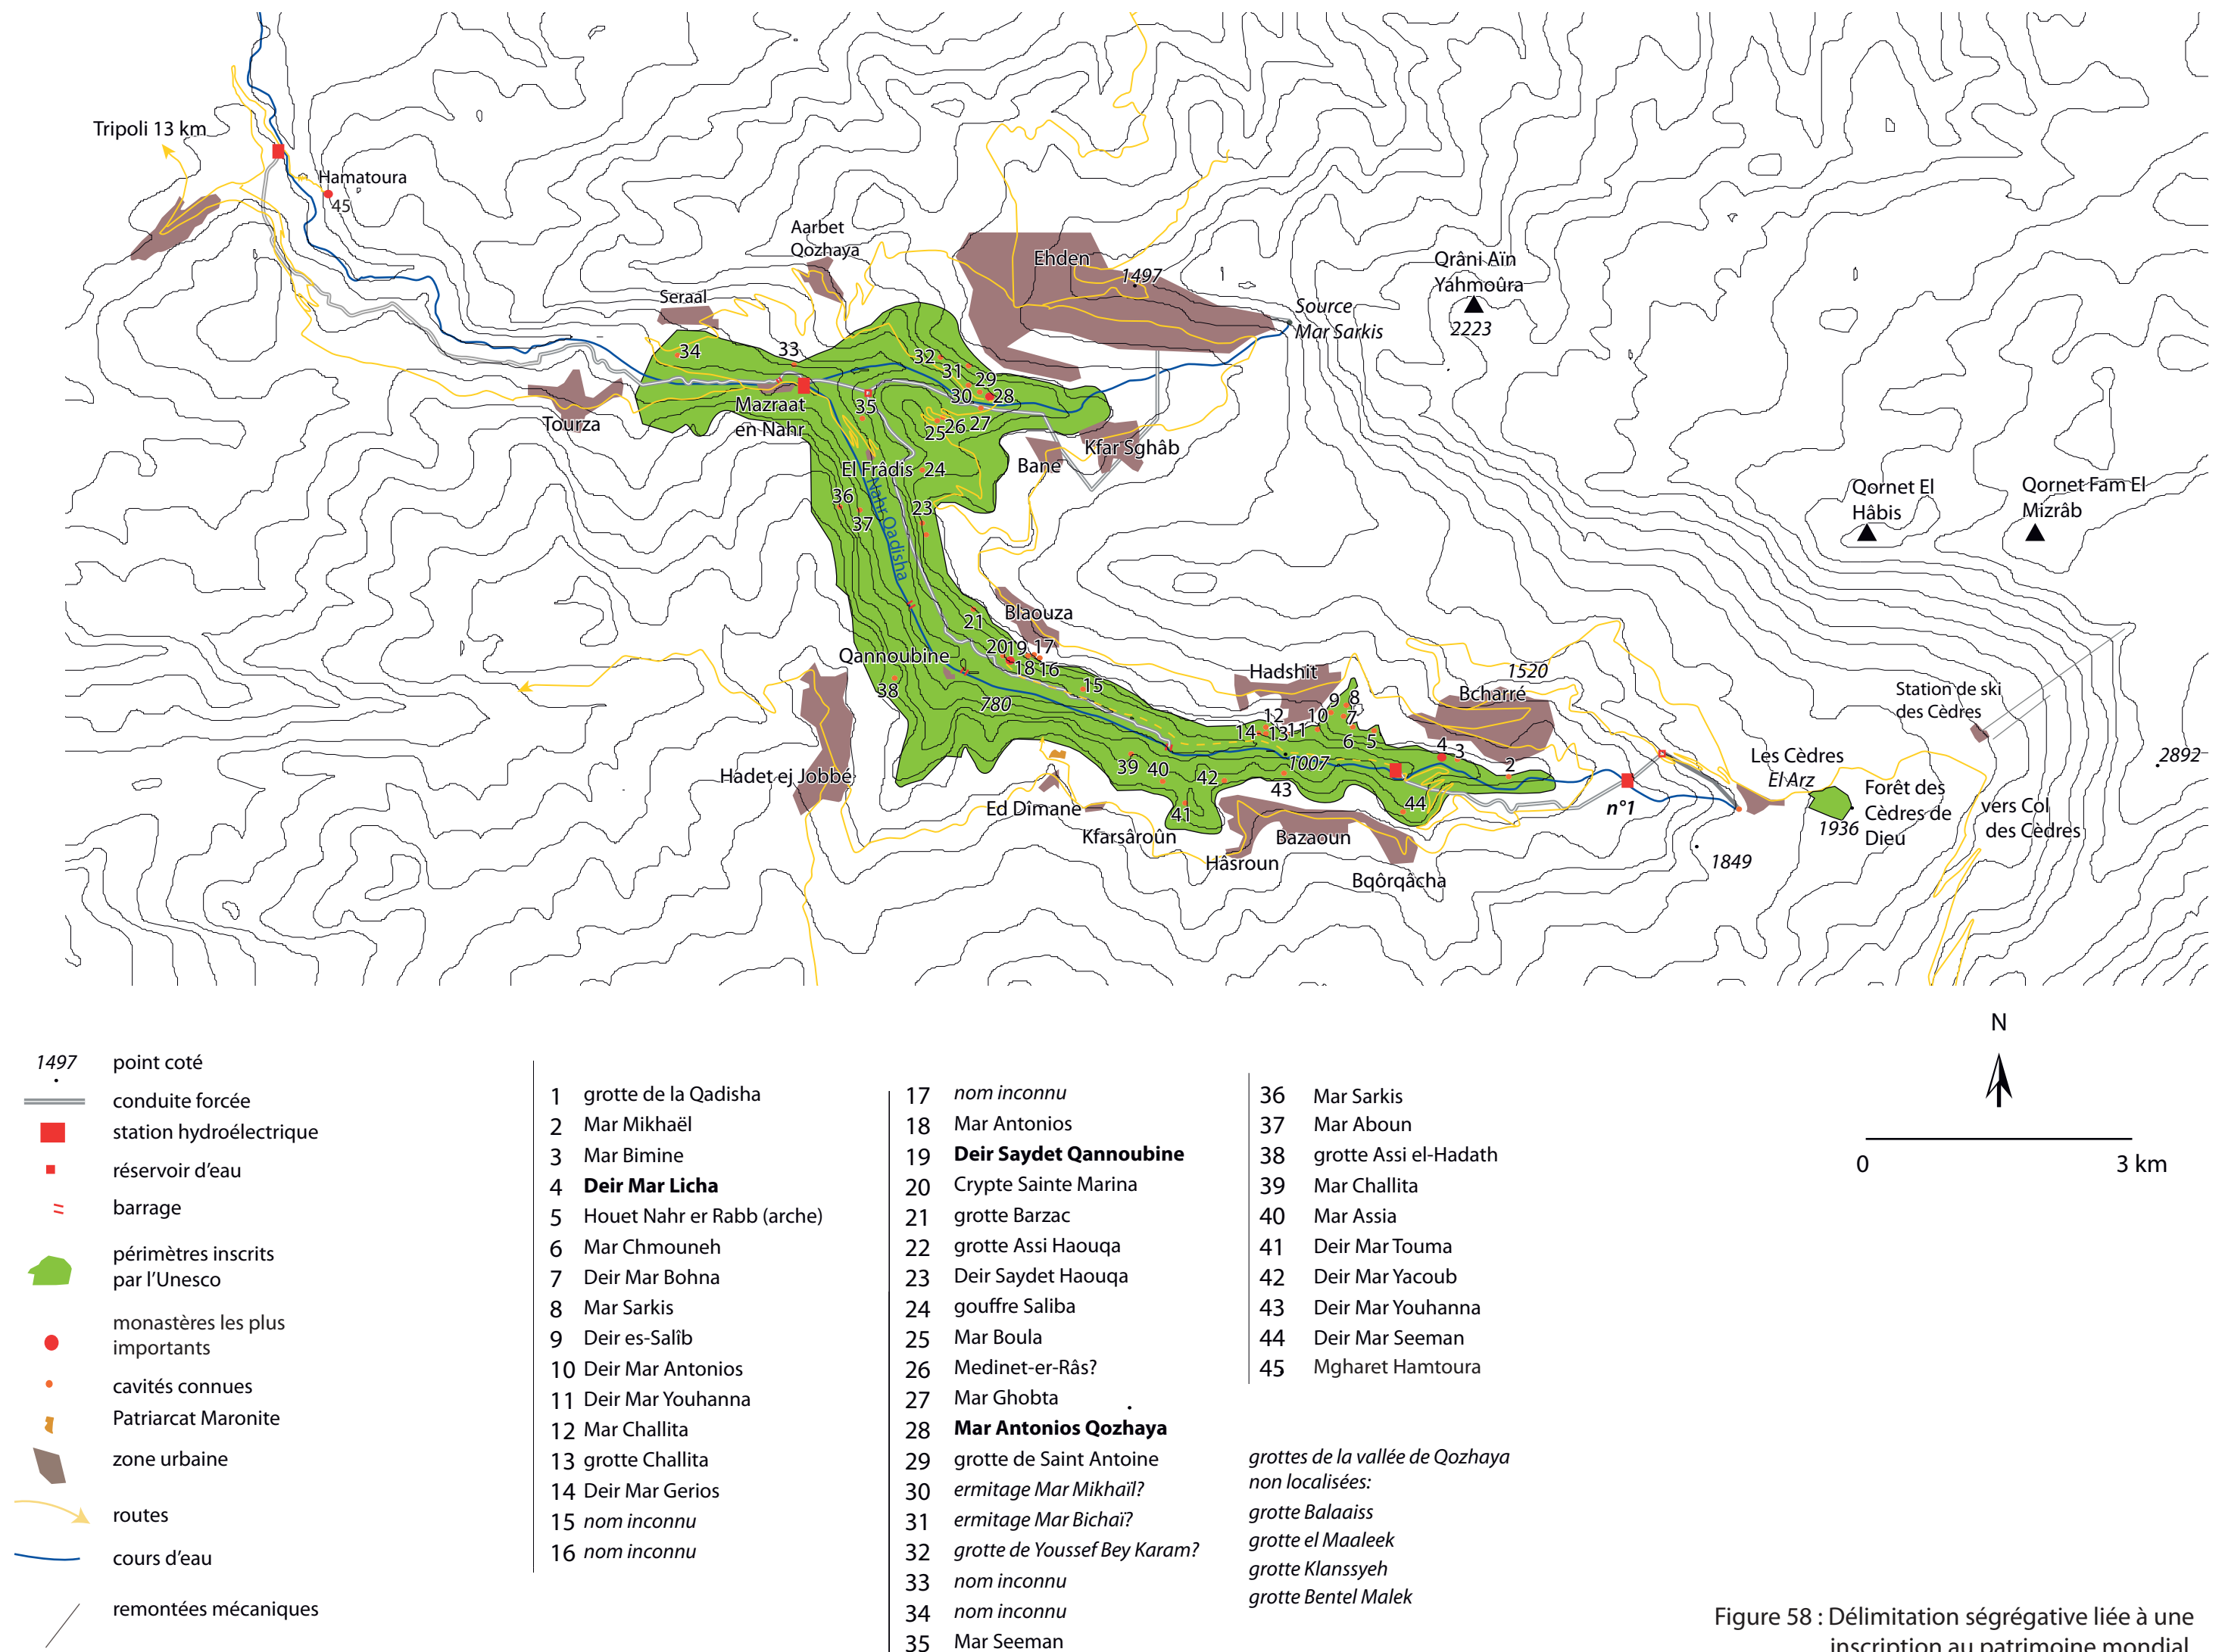 Tripoli 13 km
Hamatoura
45
Aarbet
Qozhaya
Seraal
Ehden
1497
Source
Mar Sarkis
Qrâni Aïn
Yahmoûra
2223
34
33
32
31
29
30
28
27
26
25
35
Mazraat
en Nahr
Tourza
El Frâdis
24
Bane
Kfar Sghâb
36
37
23
Nahr Qadisha
Qornet El
Hâbis
Qornet Fam El
Mizrâb
Blaouza
21
20
19
17
18
16
15
Qannoubine
38
780
Hadet ej Jobbé
Hadshit
1520
Bcharré
9
8
12
10
7
14
13
11
6
5
4
3
2
1007
39
40
42
43
41
44
Ed Dîmane
Kfarsâroûn
Hâsroun
Bazaoun
Bqôrqâcha
n°1
Station de ski
des Cèdres
Les Cèdres
El Arz
Forêt des
Cèdres de
Dieu
1936
1849
2892
vers Col
des Cèdres
1497 point coté
conduite forcée
station hydroélectrique
réservoir d'eau
barrage
périmètres inscrits
par l'Unesco
monastères les plus
importants
cavités connues
Patriarcat Maronite
zone urbaine
routes
cours d'eau
remontées mécaniques
1 grotte de la Qadisha
2 Mar Mikhaël
3 Mar Bimine
4 Deir Mar Licha
5 Houet Nahr er Rabb (arche)
6 Mar Chmouneh
7 Deir Mar Bohna
8 Mar Sarkis
9 Deir es-Salîb
10 Deir Mar Antonios
11 Deir Mar Youhanna
12 Mar Challita
13 grotte Challita
14 Deir Mar Gerios
15 nom inconnu
16 nom inconnu
17 nom inconnu
18 Mar Antonios
19 Deir Saydet Qannoubine
20 Crypte Sainte Marina
21 grotte Barzac
22 grotte Assi Haouqa
23 Deir Saydet Haouqa
24 gouffre Saliba
25 Mar Boula
26 Medinet-er-Râs?
27 Mar Ghobta
28 Mar Antonios Qozhaya
29 grotte de Saint Antoine
30 ermitage Mar Mikhaïl?
31 ermitage Mar Bichaï?
32 grotte de Youssef Bey Karam?
33 nom inconnu
34 nom inconnu
35 Mar Seeman
36 Mar Sarkis
37 Mar Aboun
38 grotte Assi el-Hadath
39 Mar Challita
40 Mar Assia
41 Deir Mar Touma
42 Deir Mar Yacoub
43 Deir Mar Youhanna
44 Deir Mar Seeman
45 Mgharet Hamtoura
grottes de la vallée de Qozhaya
non localisées:
grotte Balaaiss
grotte el Maaleek
grotte Klanssyeh
grotte Bentel Malek
N
0 3 km
Figure 58 : Délimitation ségrégative liée à une
inscription au patrimoine mondial